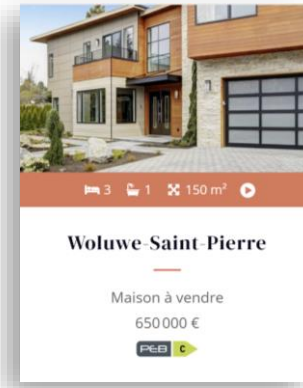 3 1 150 m²
Woluwe-Saint-Pierre
Maison à vendre
650 000 €
PEB C